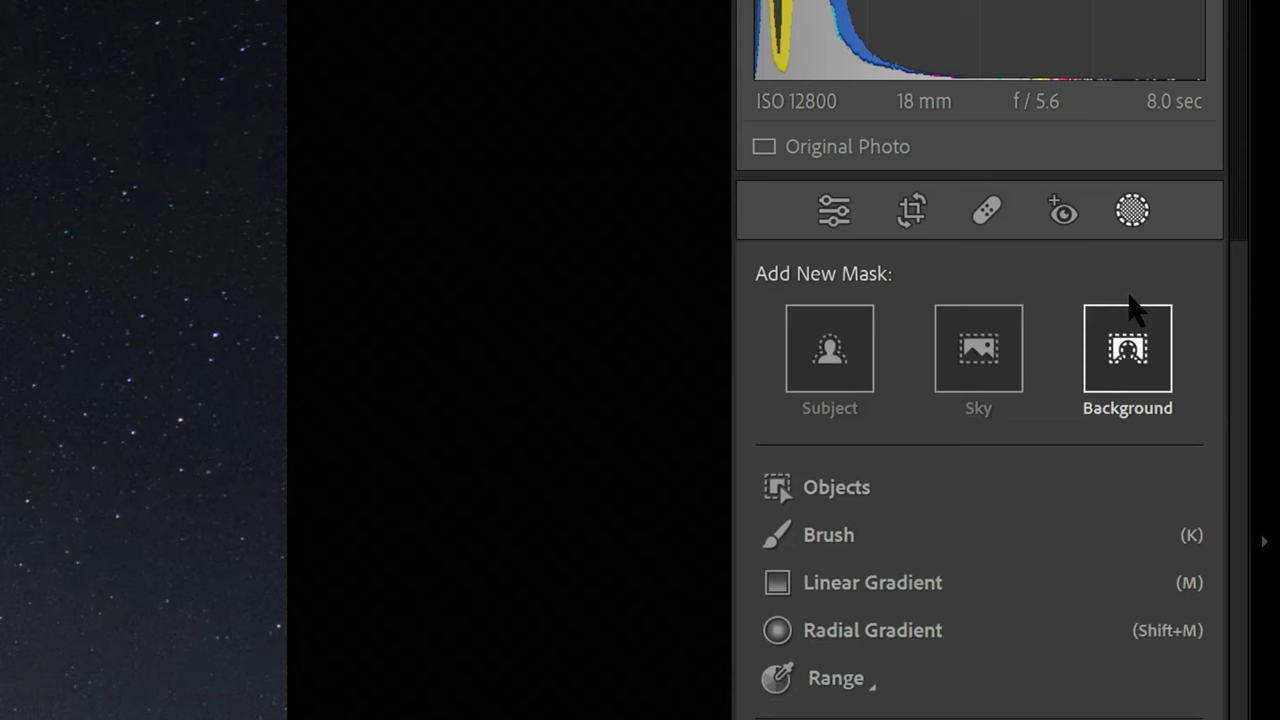 ISO 12800 18 mm f / 5.6 8.0 sec
Original Photo
Add New Mask:
Subject Sky Background
Objects
Brush (K)
Linear Gradient (M)
Radial Gradient (Shift+M)
Range